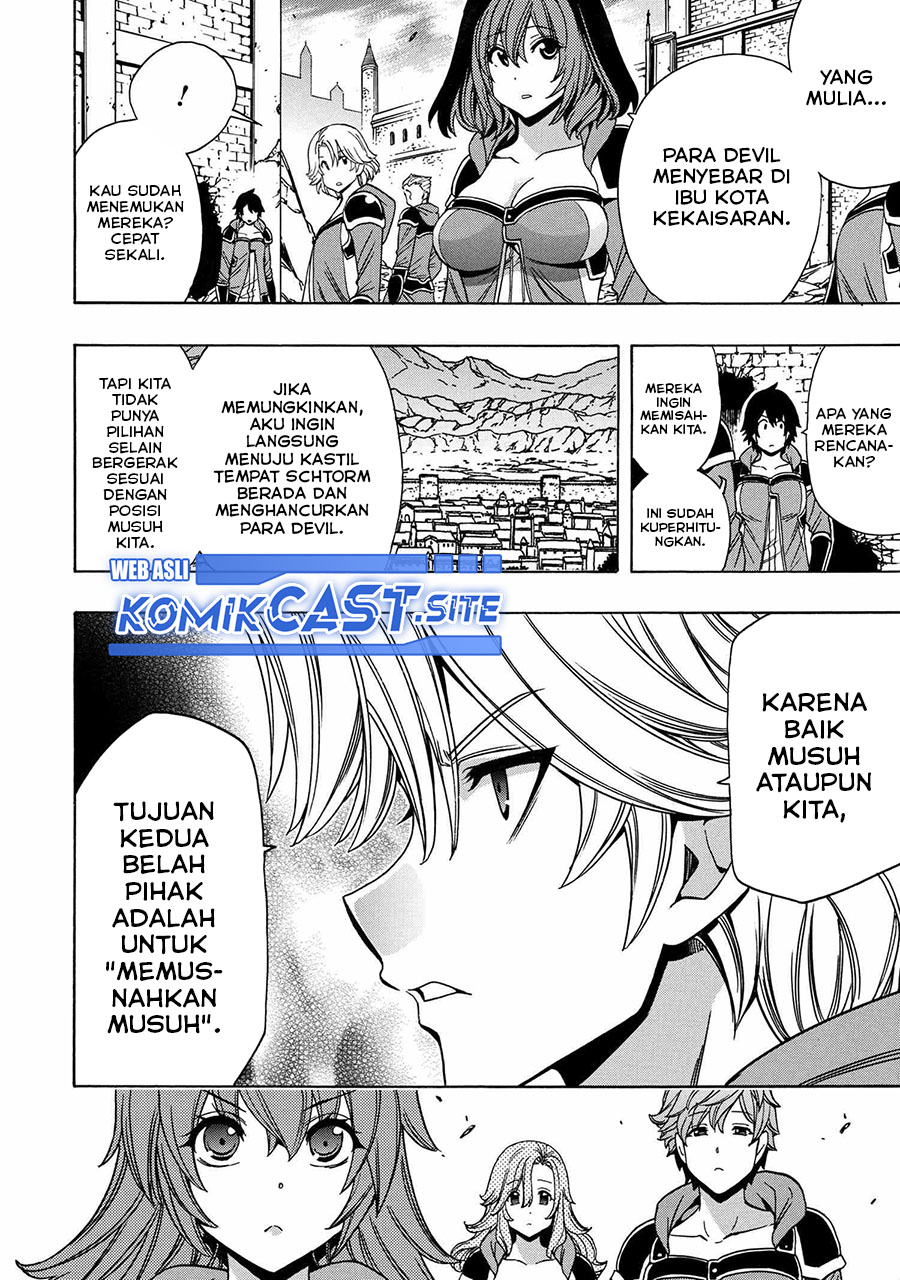 YANG
MULIA...
PARA DEVIL
MENYEBAR DI
IBU KOTA
KEKAISARAN.
!
KAU SUDAH
MENEMUKAN
MEREKA?
CEPAT
SEKALI.
APA YANG
MEREKA
RENCANA-
KAN?
MEREKA
INGIN
MEMISAH-
KAN KITA.
INI SUDAH
KUPERHITU-
NGKAN.
JIKA
MEMUNGKINKAN,
AKU INGIN
LANGSUNG
MENUJU KASTIL
TEMPAT SCHTORM
BERADA DAN
MENGHANCURKAN
PARA DEVIL.
TAPI KITA
TIDAK
PUNYA
PILIHAN
SELAIN
BERGERAK
SESUAI
DENGAN
POSISI
MUSUH
KITA.
WEB ASLI
KOMIKCAST.SITE
KARENA
BAIK
MUSUH
ATAUPUN
KITA,
TUJUAN
KEDUA
BELAH
PIHAK
ADALAH
UNTUK
"MEMUS-
NAHKAN
MUSUH".